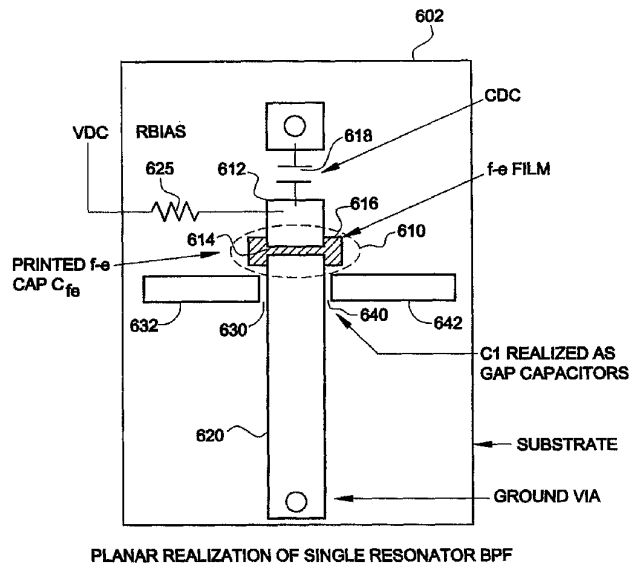 602
CDC
VDC
RBIAS
618
612
f-e FILM
625
616
614
610
PRINTED f-e
CAP Cfe
632
630
640
642
C1 REALIZED AS
GAP CAPACITORS
620
SUBSTRATE
GROUND VIA
PLANAR REALIZATION OF SINGLE RESONATOR BPF